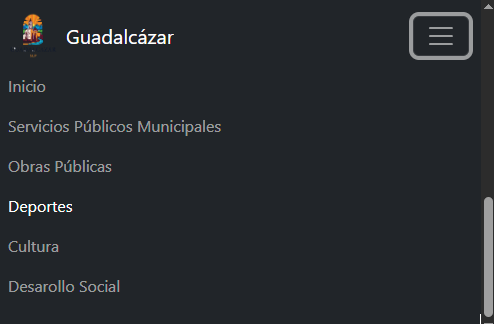 Guadalcázar
Inicio
Servicios Públicos Municipales
Obras Públicas
Deportes
Cultura
Desarollo Social